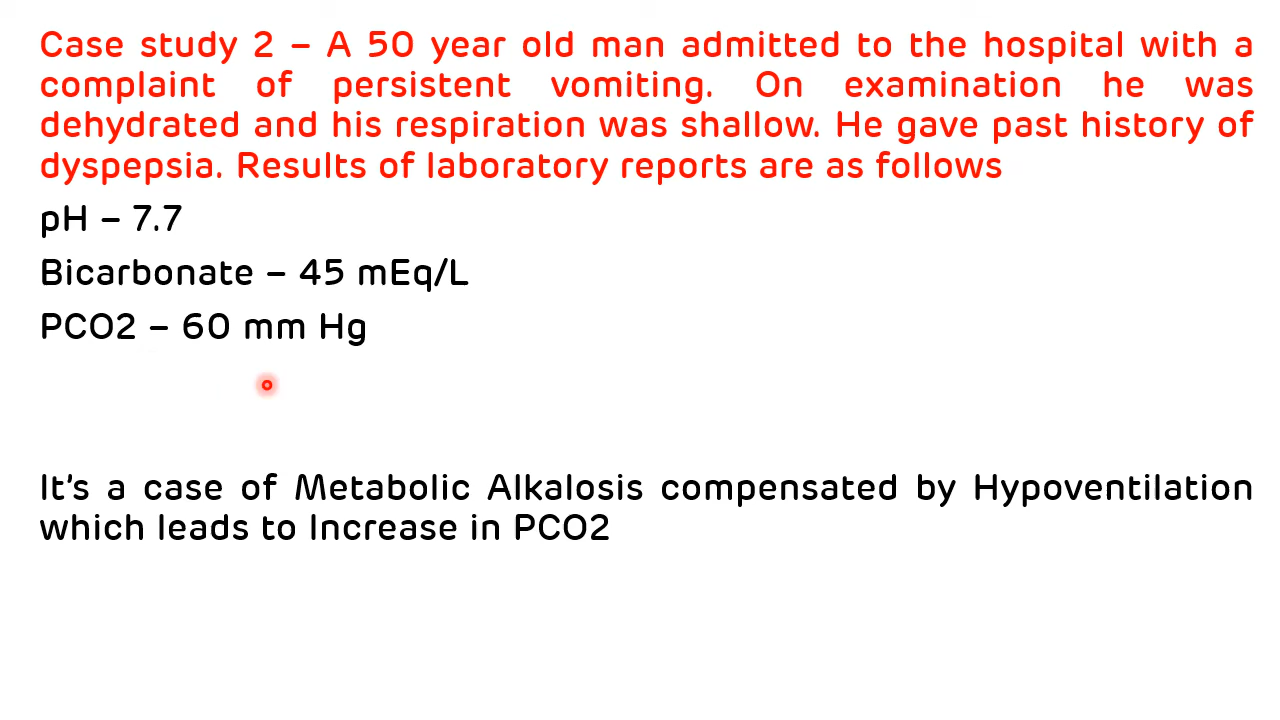 Case study 2 – A 50 year old man admitted to the hospital with a
complaint of persistent vomiting. On examination he was
dehydrated and his respiration was shallow. He gave past history of
dyspepsia. Results of laboratory reports are as follows
pH – 7.7
Bicarbonate – 45 mEq/L
PCO2 – 60 mm Hg
It's a case of Metabolic Alkalosis compensated by Hypoventilation
which leads to Increase in PCO2